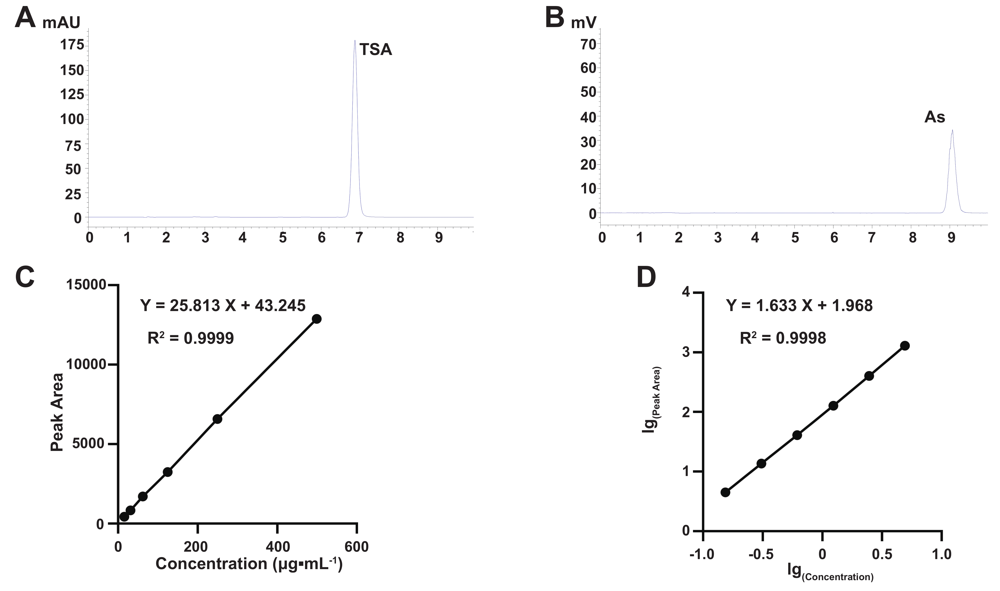 A mAU
175
150
125
100
75
50
25
0
TSA
0 1 2 3 4 5 6 7 8 9
B mV
70
60
50
40
30
20
10
0
As
0 1 2 3 4 5 6 7 8 9
C
15000
10000
5000
0
Peak Area
Y = 25.813 X + 43.245
R² = 0.9999
0 200 400 600
Concentration (µg▪mL⁻¹)
D
4
3
2
1
0
lg(Peak Area)
Y = 1.633 X + 1.968
R² = 0.9998
-1.0 -0.5 0 0.5 1.0
lg(Concentration)